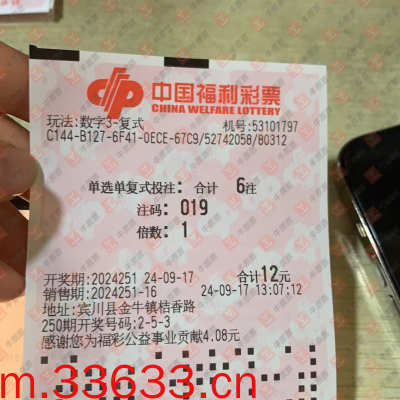 中国福利彩票
CHINA WELFARE LOTTERY
玩法:数字3-复式 机号:53101797
C144-B127-6F41-0ECE-67C9/52742058/80312
单选单复式投注: 合计 6注
注码: 019
倍数: 1
开奖期:2024251 24-09-17 合计12元
销售期:2024251-16 24-09-17 13:07:12
地址:宾川县金牛镇桔香路
250期开奖号码:2-5-3
感谢您为福彩公益事业贡献4.08元
m.33633.cn